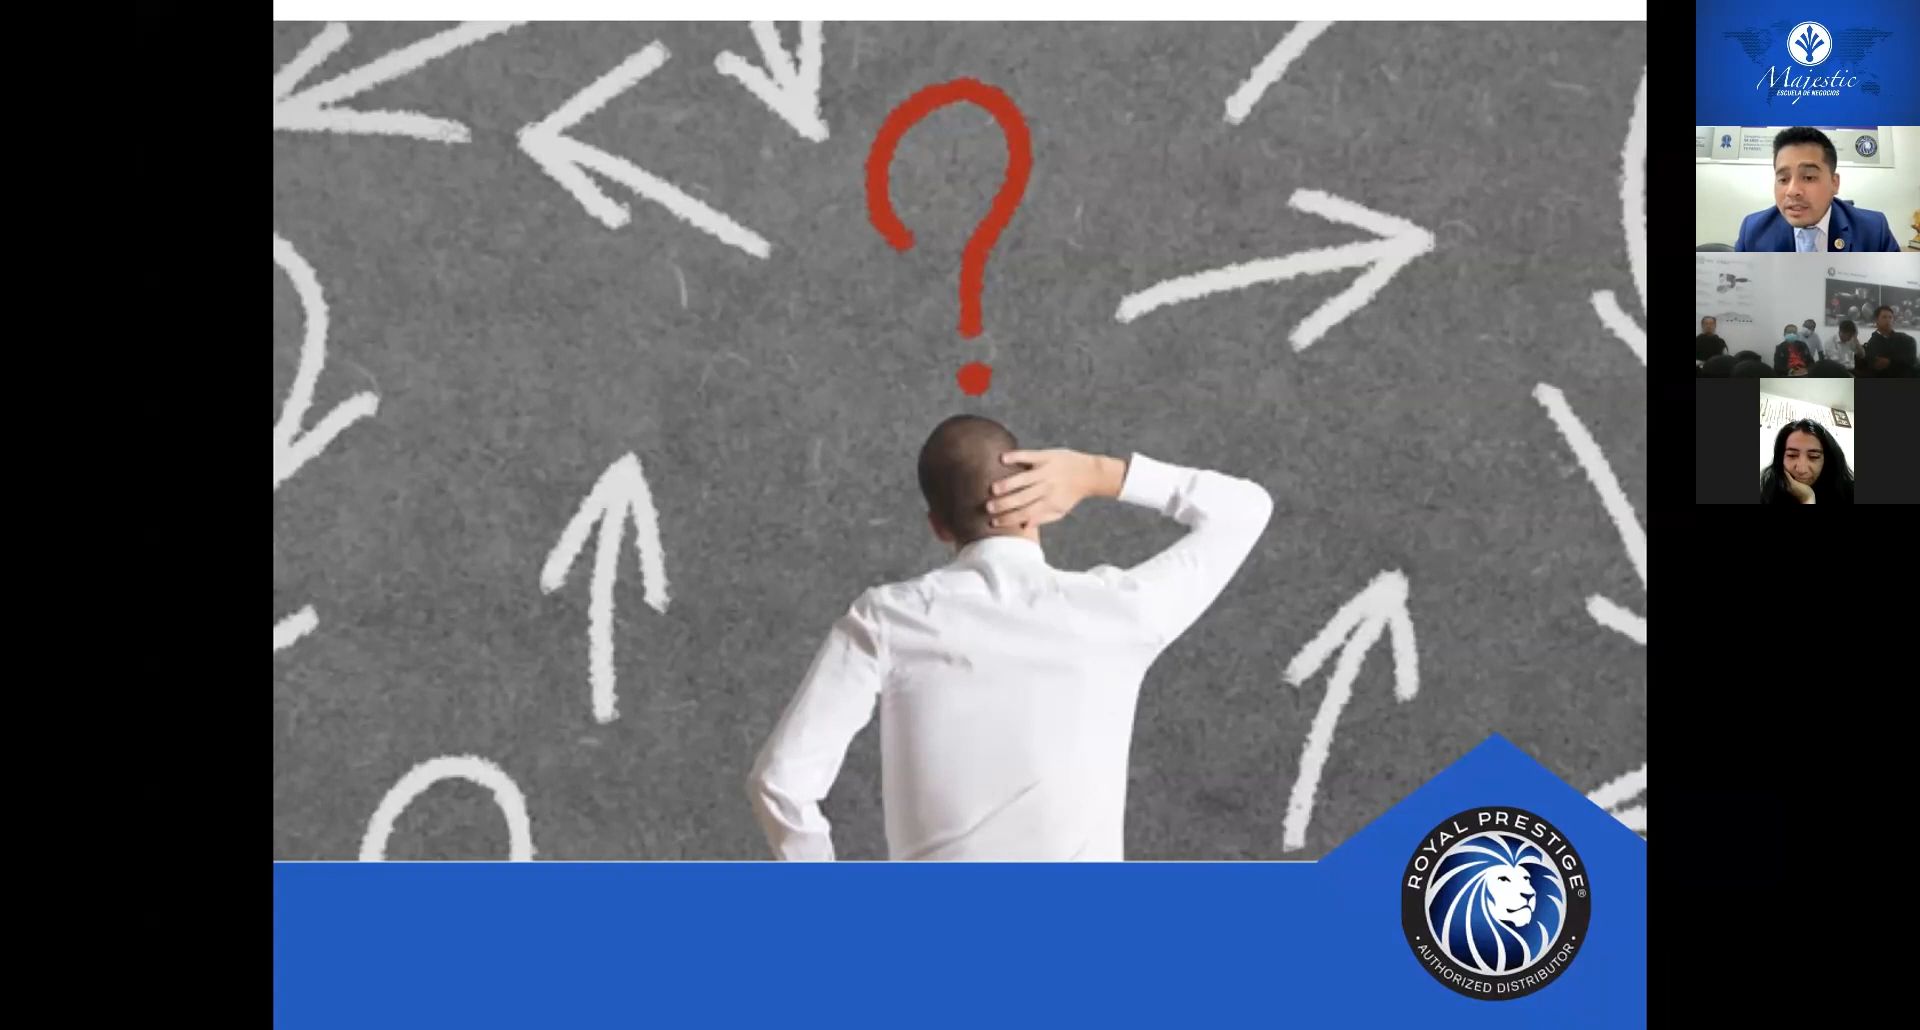 ROYAL PRESTIGE®
• AUTHORIZED DISTRIBUTOR •
Majestic
ESCUELA DE NEGOCIOS